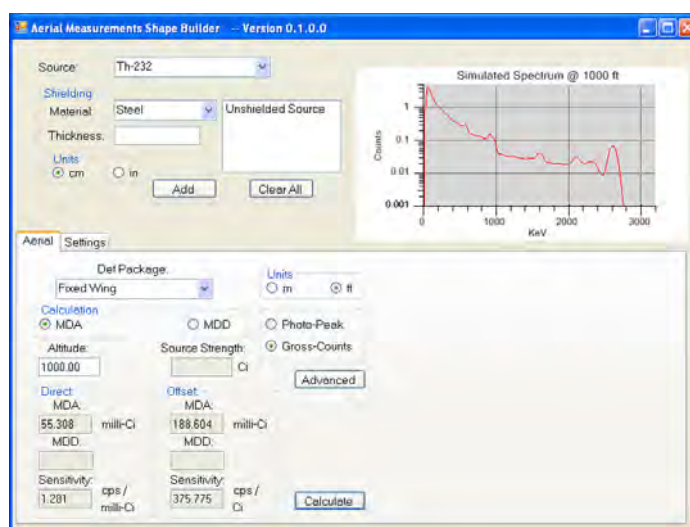 Aerial Measurements Shape Builder -- Version 0.1.0.0
Source: Th-232
Shielding
Material: Steel
Thickness:
Units
cm in
Add
Unshielded Source
Clear All
Simulated Spectrum @ 1000 ft
Counts
1
0.1
0.01
0.001
0 1000 2000 3000
KeV
Aerial Settings
Det Package:
Fixed Wing
Units
m ft
Calculation
MDA MDD
Photo-Peak
Gross-Counts
Altitude: Source Strength:
1000.00 Ci
Advanced
Direct: Offset:
MDA: MDA:
55.308 milli-Ci 188.604 milli-Ci
MDD: MDD:
Sensitivity: Sensitivity:
1.281 cps / milli-Ci 375.775 cps / Ci
Calculate